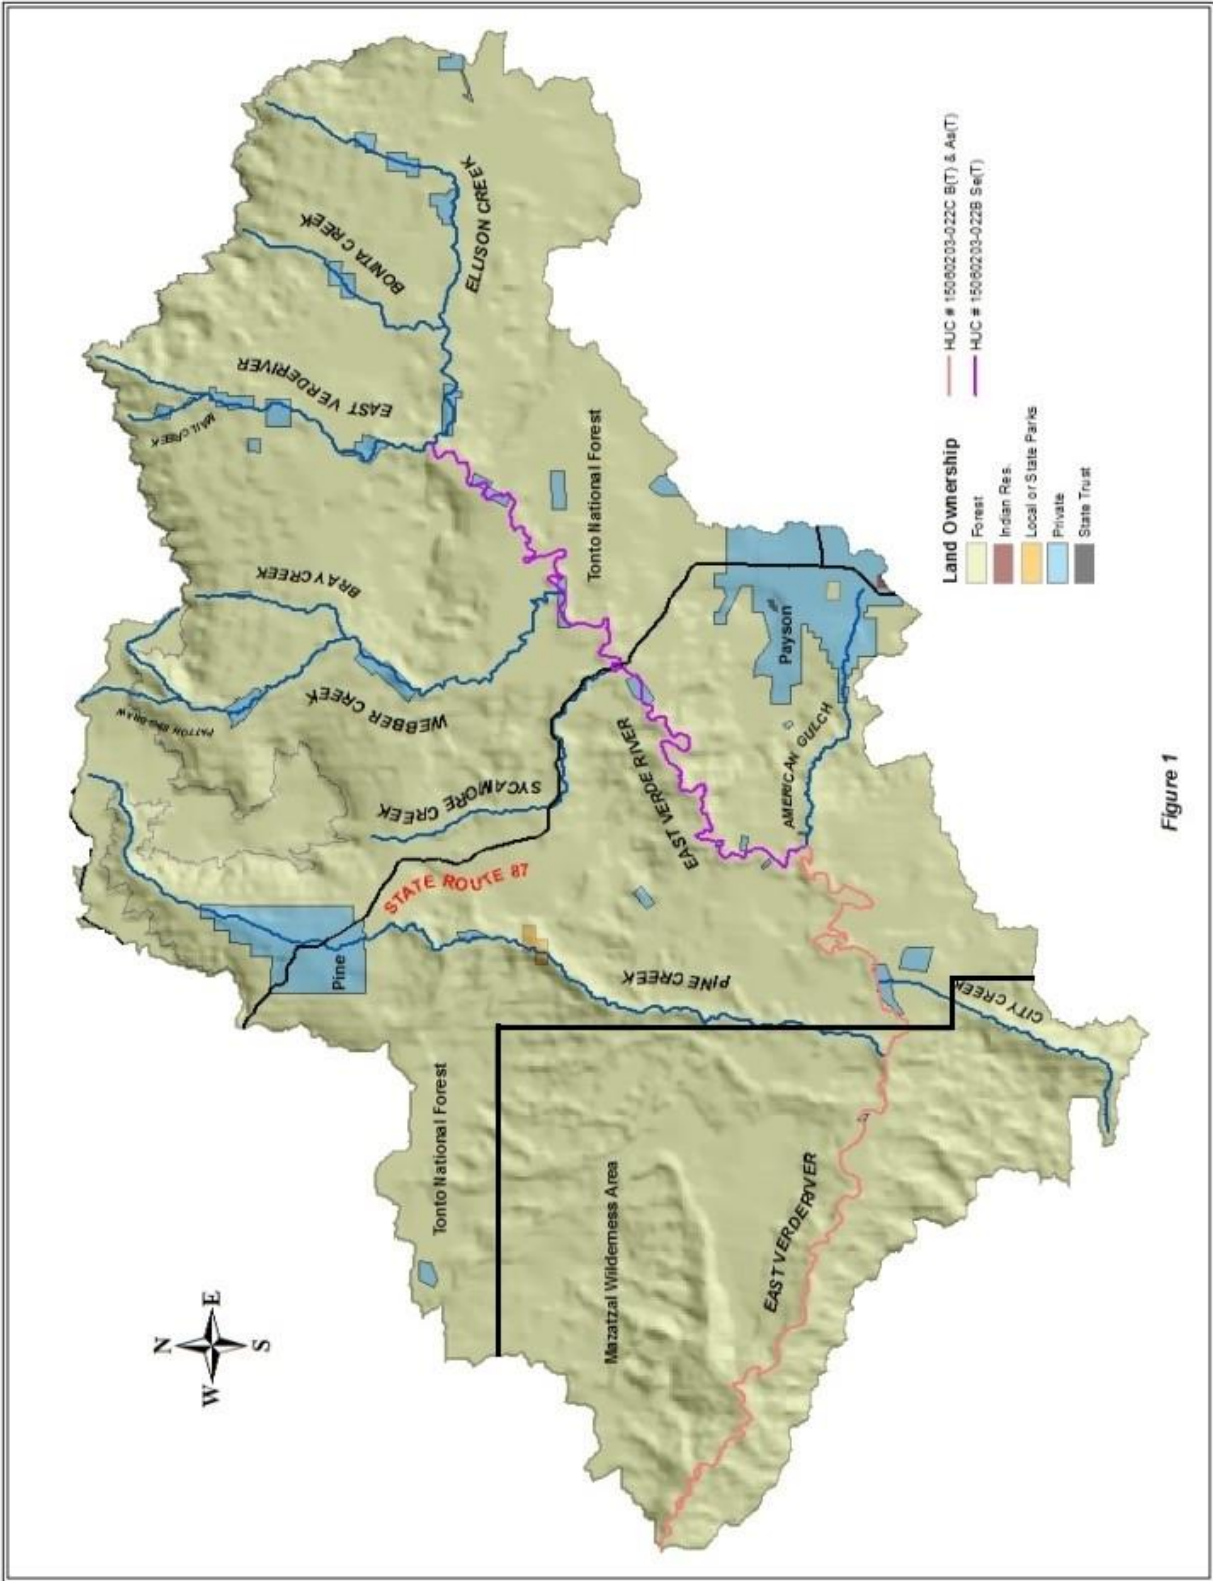 N
W
E
S
ELLISON CREEK
BONITA CREEK
EAST VERDE RIVER
MAIL CREEK
BRAY CREEK
Tonto National Forest
WEBBER CREEK
SYCAMORE CREEK
STATE ROUTE 87
Pine
Payson
EAST VERDE RIVER
AMERICAN GULCH
PINE CREEK
CITY CREEK
Tonto National Forest
Mazatzal Wilderness Area
EAST VERDE RIVER
HUC # 15060203-022C B(T) & As(T)
HUC # 15060203-022B Se(T)
Land Ownership
Forest
Indian Res.
Local or State Parks
Private
State Trust
Figure 1